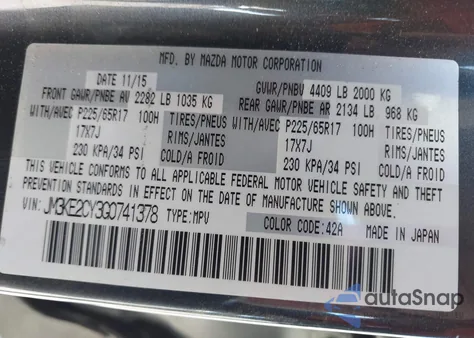 MFD. BY MAZDA MOTOR CORPORATION
DATE 11/15 GVWR/PNBV 4409 LB 2000 KG
FRONT GAWR/PNBE AV 2282 LB 1035 KG REAR GAWR/PNBE AR 2134 LB 968 KG
WITH/AVEC P225/65R17 100H TIRES/PNEUS WITH/AVEC P225/65R17 100H TIRES/PNEUS
17X7J RIMS/JANTES 17X7J RIMS/JANTES
230 KPA/34 PSI COLD/A FROID 230 KPA/34 PSI COLD/A FROID
THIS VEHICLE CONFORMS TO ALL APPLICABLE FEDERAL MOTOR VEHICLE SAFETY AND THEFT
PREVENTION STANDARDS IN EFFECT ON THE DATE OF MANUFACTURE SHOWN ABOVE.
VIN: JM3KE2CY3G0741378 TYPE:MPV COLOR CODE:42A MADE IN JAPAN
autoSnap